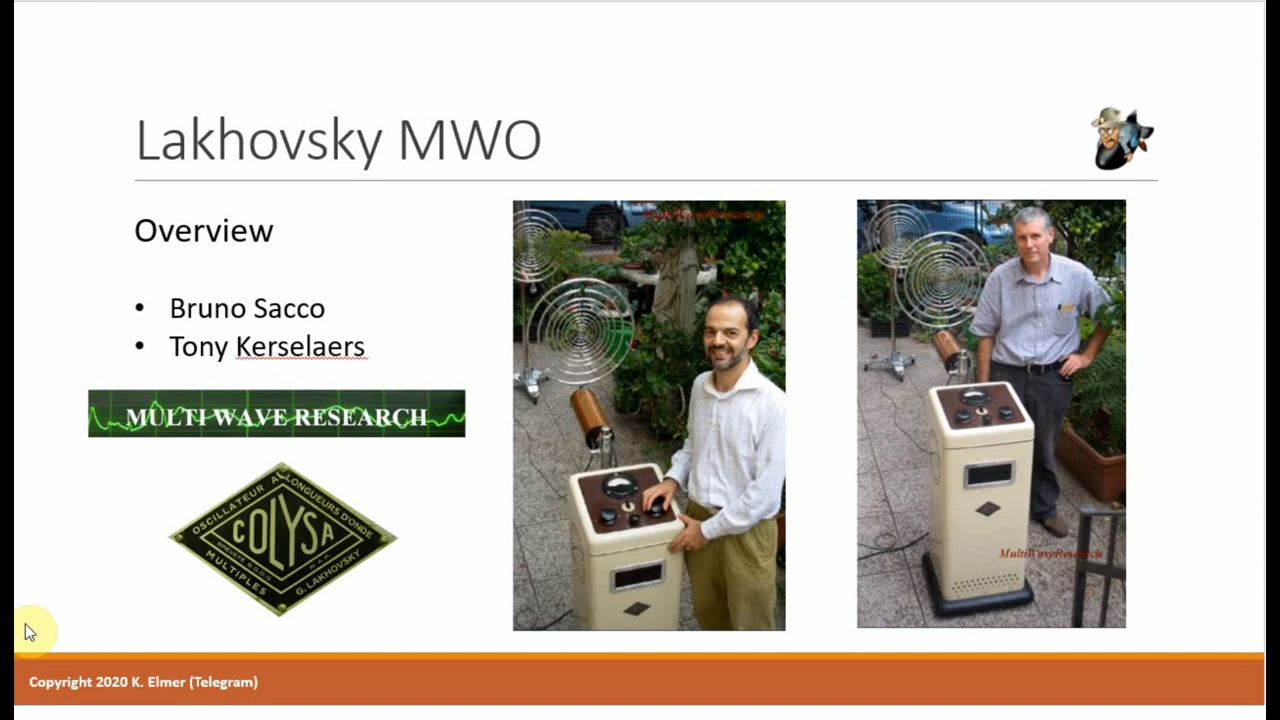 Lakhovsky MWO
Overview
• Bruno Sacco
• Tony Kerselaers
MULTI WAVE RESEARCH
OSCILLATEUR A LONGUEURS D'ONDE
COLYSA
MULTIPLES
G. LAKHOVSKY
MultiWaveResearch
MultiWaveResearch
Copyright 2020 K. Elmer (Telegram)